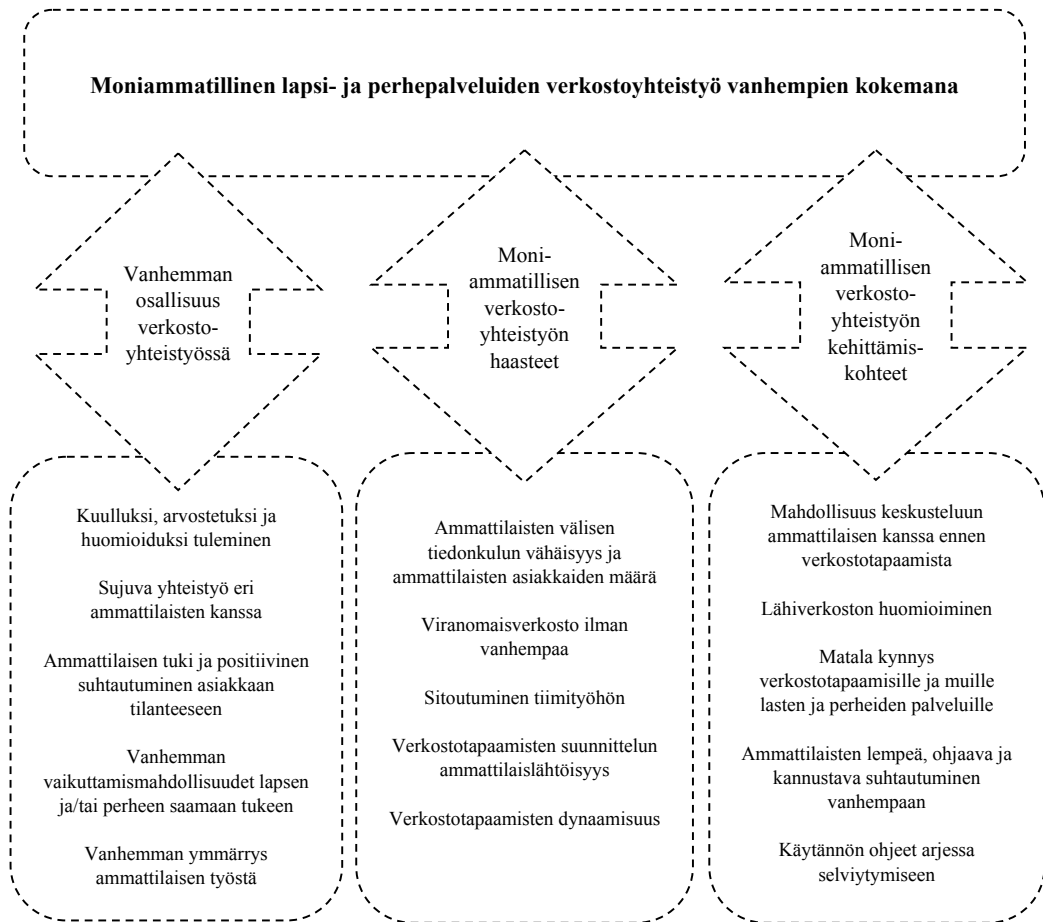 Moniammatillinen lapsi- ja perhepalveluiden verkostoyhteistyö vanhempien kokemana
Vanhemman
osallisuus
verkosto-
yhteistyössä
Moni-
ammatillisen
verkosto-
yhteistyön
haasteet
Moni-
ammatillisen
verkosto-
yhteistyön
kehittämis-
kohteet
Kuulluksi, arvostetuksi ja
huomioiduksi tuleminen
Sujuva yhteistyö eri
ammattilaisten kanssa
Ammattilaisen tuki ja positiivinen
suhtautuminen asiakkaan
tilanteeseen
Vanhemman
vaikuttamismahdollisuudet lapsen
ja/tai perheen saamaan tukeen
Vanhemman ymmärrys
ammattilaisen työstä
Ammattilaisten välisen
tiedonkulun vähäisyys ja
ammattilaisten asiakkaiden määrä
Viranomaisverkosto ilman
vanhempaa
Sitoutuminen tiimityöhön
Verkostotapaamisten suunnittelun
ammattilaislähtöisyys
Verkostotapaamisten dynaamisuus
Mahdollisuus keskusteluun
ammattilaisen kanssa ennen
verkostotapaamista
Lähiverkoston huomioiminen
Matala kynnys
verkostotapaamisille ja muille
lasten ja perheiden palveluille
Ammattilaisten lempeä, ohjaava ja
kannustava suhtautuminen
vanhempaan
Käytännön ohjeet arjessa
selviytymiseen